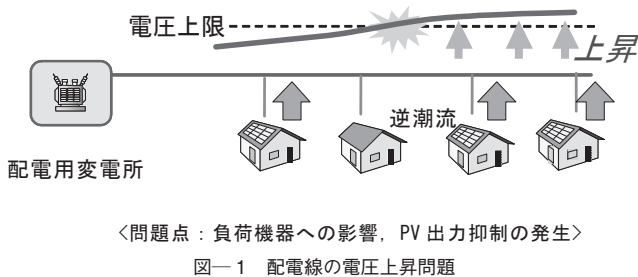 電圧上限
上昇
逆潮流
配電用変電所
<問題点：負荷機器への影響，PV 出力抑制の発生>
図―1　配電線の電圧上昇問題